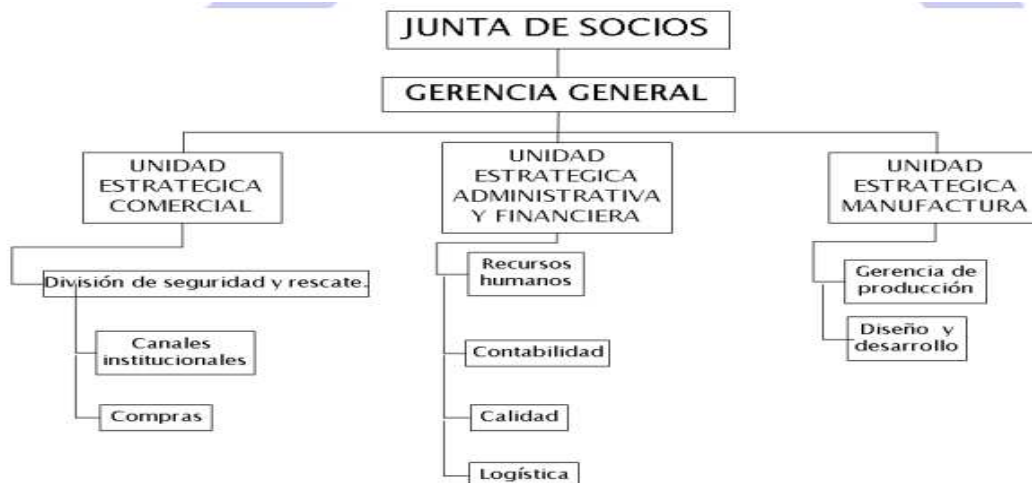 JUNTA DE SOCIOS
GERENCIA GENERAL
UNIDAD
ESTRATEGICA
COMERCIAL
División de seguridad y rescate.
Canales
institucionales
Compras
UNIDAD
ESTRATEGICA
ADMINISTRATIVA
Y FINANCIERA
Recursos
humanos
Contabilidad
Calidad
Logística
UNIDAD
ESTRATEGICA
MANUFACTURA
Gerencia de
producción
Diseño y
desarrollo